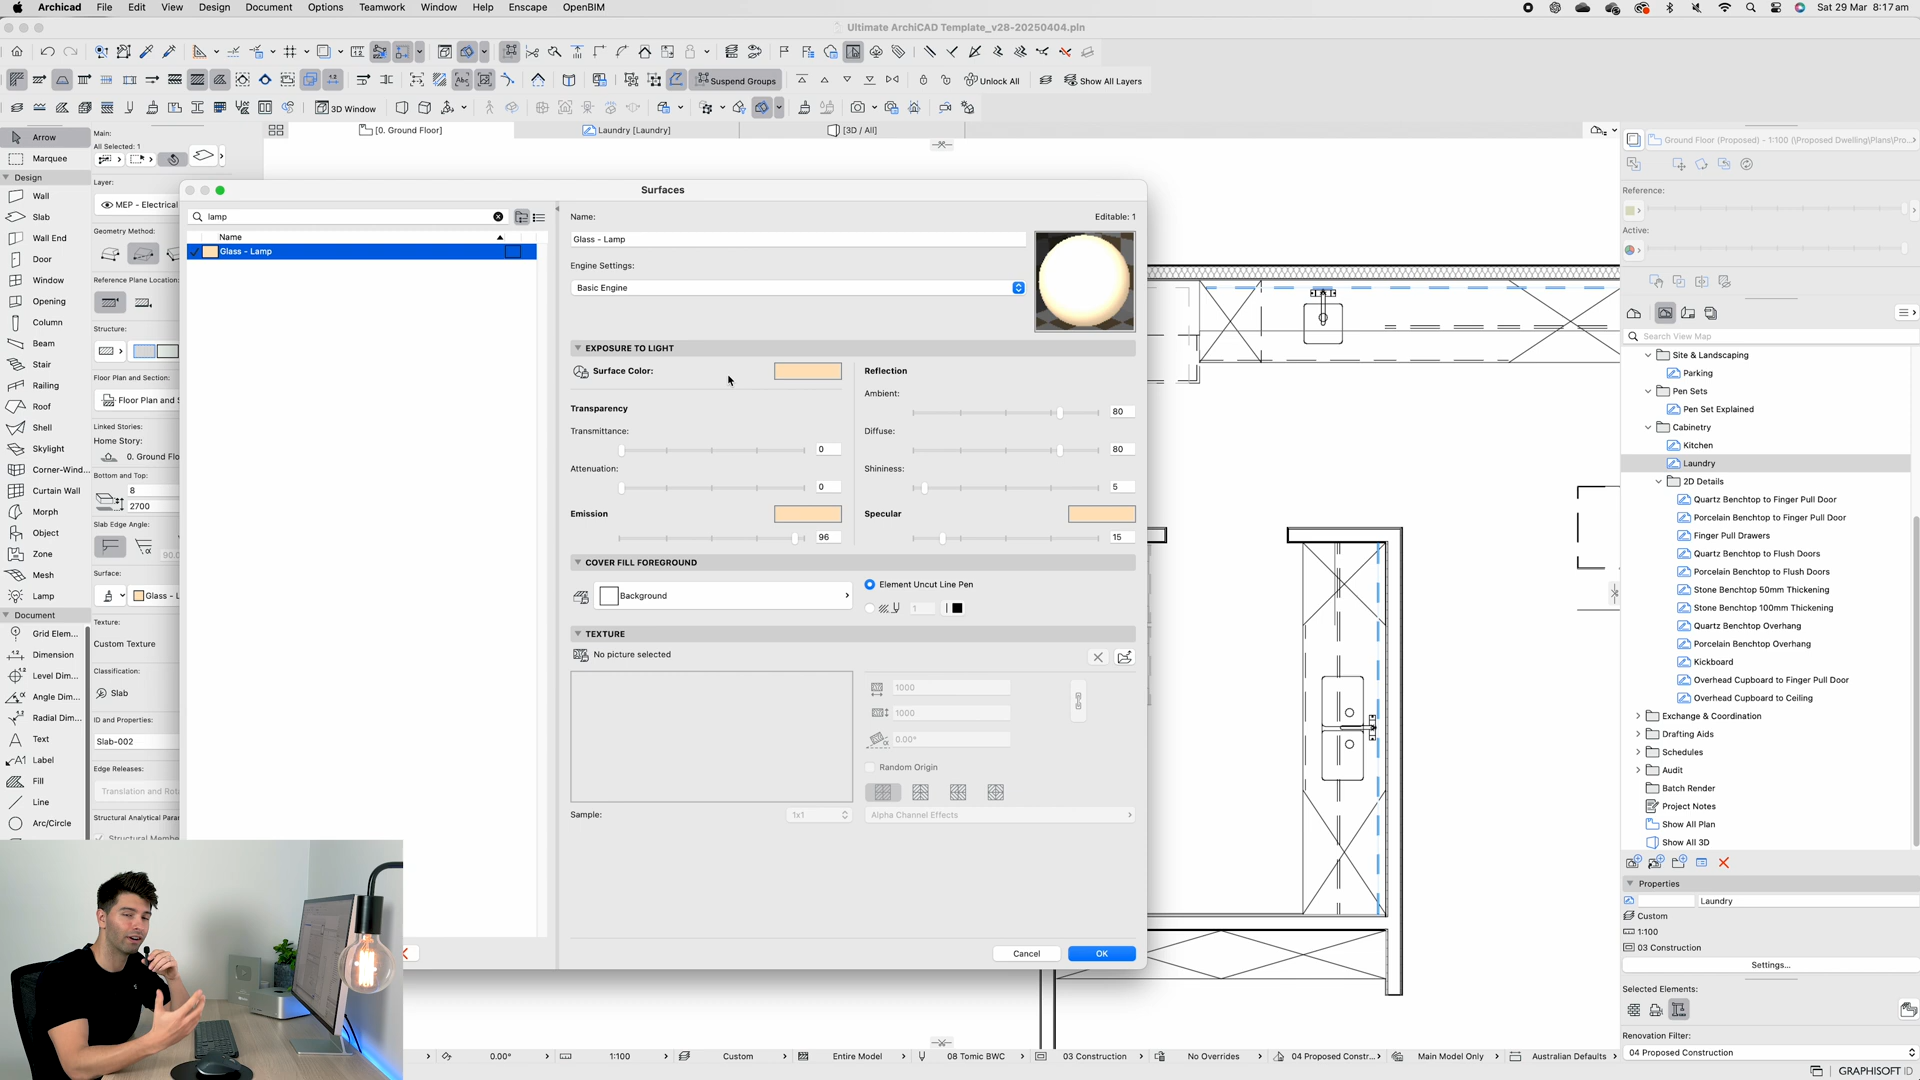 Archicad File Edit View Design Document Options Teamwork Window Help Enscape OpenBIM
Sat 29 Mar 8:17 am
Ultimate ArchiCAD Template_v28-20250404.pln
Suspend Groups
Unlock All
Show All Layers
3D Window
[0. Ground Floor]
Laundry [Laundry]
[3D / All]
Arrow
Marquee
Design
Wall
Slab
Wall End
Door
Window
Opening
Column
Beam
Stair
Railing
Roof
Shell
Skylight
Corner-Wind...
Curtain Wall
Morph
Object
Zone
Mesh
Lamp
Document
Grid Elem...
Dimension
Level Dim...
Angle Dim...
Radial Dim...
Text
Label
Fill
Line
Arc/Circle
Main:
All Selected: 1
Layer:
MEP - Electrical
Geometry Method:
Reference Plane Location:
Structure:
Floor Plan and Section:
Floor Plan and S
Linked Stories:
Home Story:
0. Ground Flo
Bottom and Top:
8
2700
Slab Edge Angle:
90.0
Surface:
Glass - L
Texture:
Custom Texture
Classification:
Slab
ID and Properties:
Slab-002
Edge Releases:
Translation and Rota
Structural Analytical Para
Structural Membe
Surfaces
lamp
Name
Glass - Lamp
Name:
Editable: 1
Glass - Lamp
Engine Settings:
Basic Engine
EXPOSURE TO LIGHT
Surface Color:
Reflection
Ambient:
80
Transparency
Transmittance:
0
Diffuse:
80
Attenuation:
0
Shininess:
5
Emission
96
Specular
15
COVER FILL FOREGROUND
Background
Element Uncut Line Pen
1
TEXTURE
No picture selected
1000
1000
0.00°
Random Origin
Sample:
1x1
Alpha Channel Effects
Cancel
OK
Ground Floor (Proposed) - 1:100 (\Proposed Dwelling\Plans\Pro...
Reference:
Active:
Search View Map
Site & Landscaping
Parking
Pen Sets
Pen Set Explained
Cabinetry
Kitchen
Laundry
2D Details
Quartz Benchtop to Finger Pull Door
Porcelain Benchtop to Finger Pull Door
Finger Pull Drawers
Quartz Benchtop to Flush Doors
Porcelain Benchtop to Flush Doors
Stone Benchtop 50mm Thickening
Stone Benchtop 100mm Thickening
Quartz Benchtop Overhang
Porcelain Benchtop Overhang
Kickboard
Overhead Cupboard to Finger Pull Door
Overhead Cupboard to Ceiling
Exchange & Coordination
Drafting Aids
Schedules
Audit
Batch Render
Project Notes
Show All Plan
Show All 3D
Properties
Laundry
Custom
1:100
03 Construction
Settings...
Selected Elements:
Renovation Filter:
04 Proposed Construction
0.00°
1:100
Custom
Entire Model
08 Tomic BWC
03 Construction
No Overrides
04 Proposed Constr...
Main Model Only
Australian Defaults
GRAPHISOFT ID